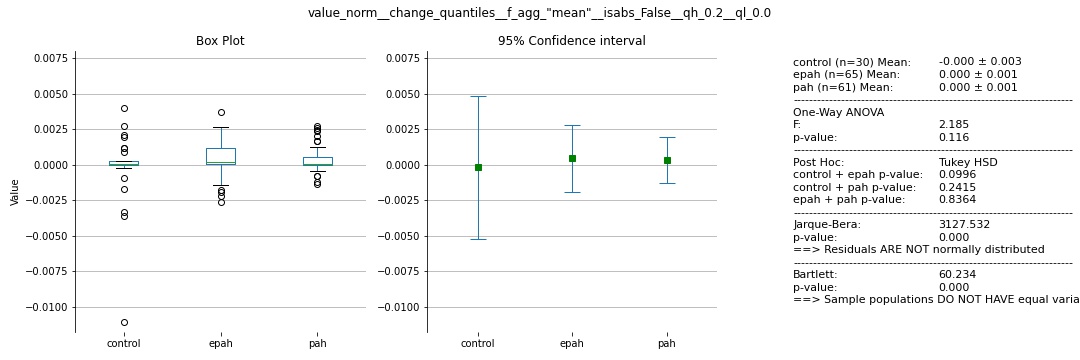 value_norm__change_quantiles__f_agg_"mean"__isabs_False__qh_0.2__ql_0.0
Box Plot
Value
0.0075
0.0050
0.0025
0.0000
−0.0025
−0.0050
−0.0075
−0.0100
control epah pah
95% Confidence interval
0.0075
0.0050
0.0025
0.0000
−0.0025
−0.0050
−0.0075
−0.0100
control epah pah
control (n=30) Mean: -0.000 ± 0.003
epah (n=65) Mean: 0.000 ± 0.001
pah (n=61) Mean: 0.000 ± 0.001
One-Way ANOVA
F: 2.185
p-value: 0.116
Post Hoc: Tukey HSD
control + epah p-value: 0.0996
control + pah p-value: 0.2415
epah + pah p-value: 0.8364
Jarque-Bera: 3127.532
p-value: 0.000
==> Residuals ARE NOT normally distributed
Bartlett: 60.234
p-value: 0.000
==> Sample populations DO NOT HAVE equal varia